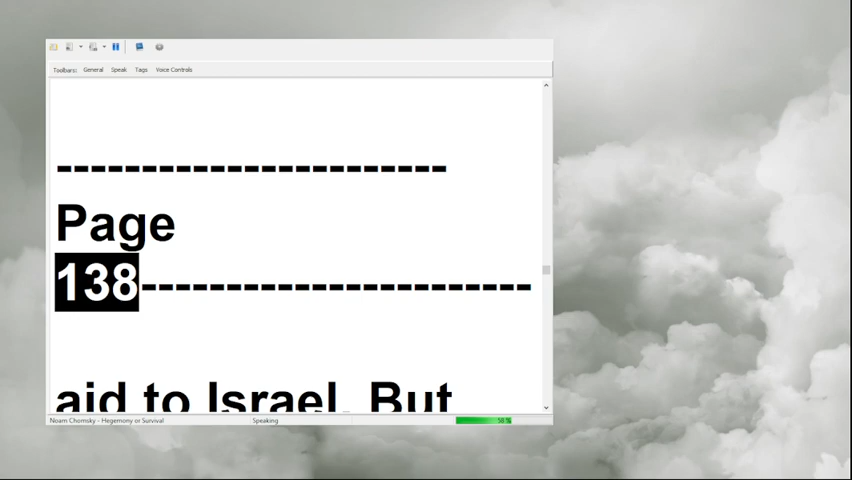 Toolbars: General Speak Tags Voice Controls
-----------------------
Page
138-----------------------
aid to Israel. But
Noam Chomsky - Hegemony or Survival Speaking 58 %